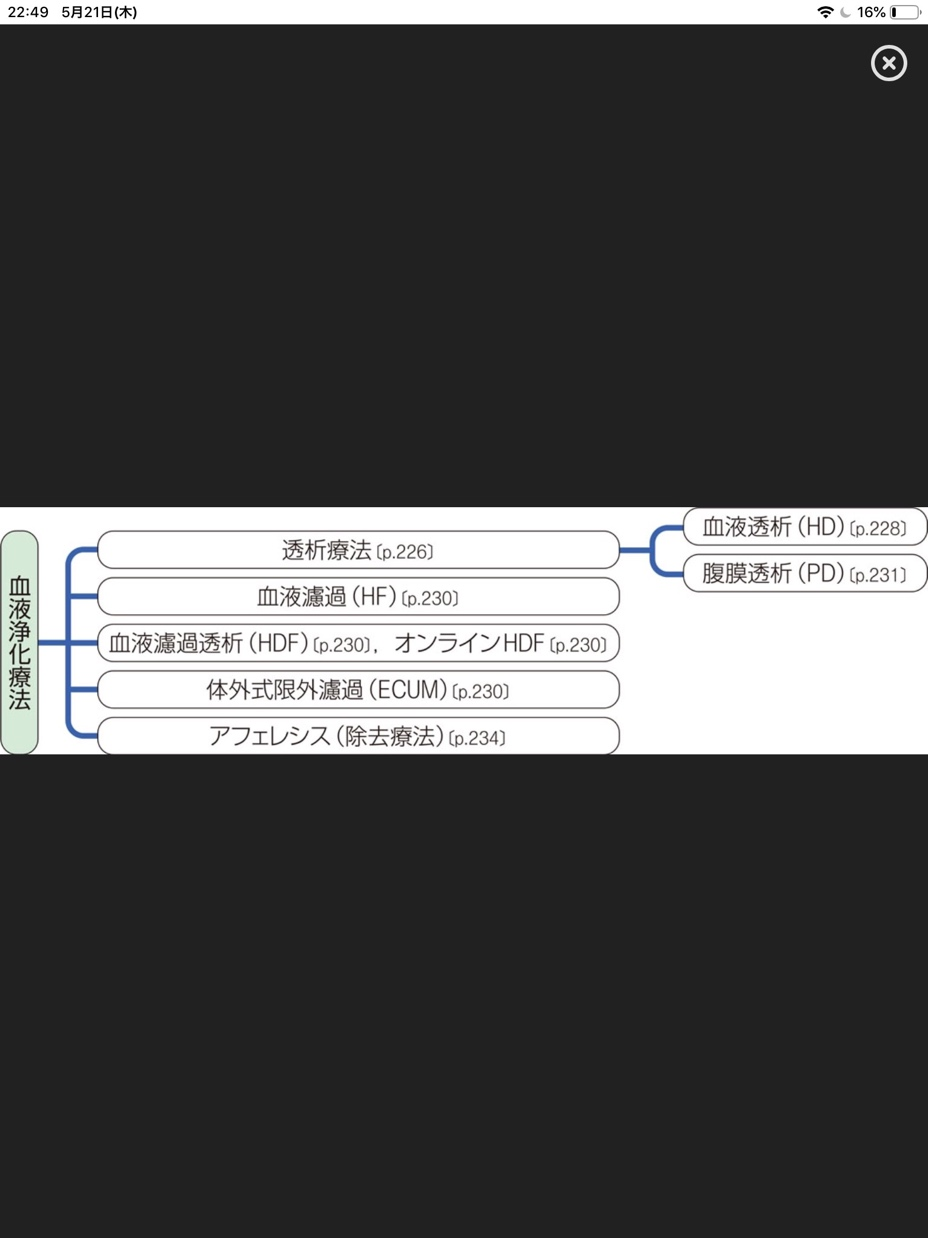 22:49 5月21日(木) 16%
血液浄化療法
透析療法〔p.226〕
血液濾過(HF)〔p.230〕
血液濾過透析(HDF)〔p.230〕,オンラインHDF〔p.230〕
体外式限外濾過(ECUM)〔p.230〕
アフェレシス(除去療法)〔p.234〕
血液透析(HD)〔p.228〕
腹膜透析(PD)〔p.231〕